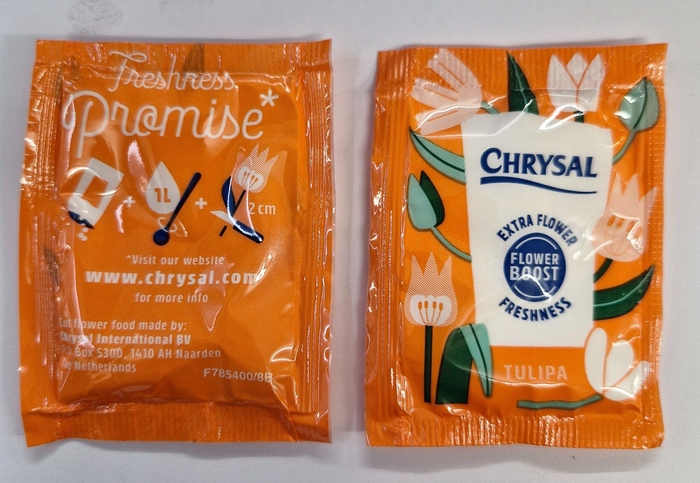 Freshness
Promise*
1L
+
+
2 cm
*Visit our website
www.chrysal.com
for more info
Cut flower food made by:
Chrysal International BV
Box 5300, 1410 AH Naarden
Netherlands
F785400/8B
CHRYSAL
EXTRA FLOWER
FLOWER
BOOST
FRESHNESS
TULIPA